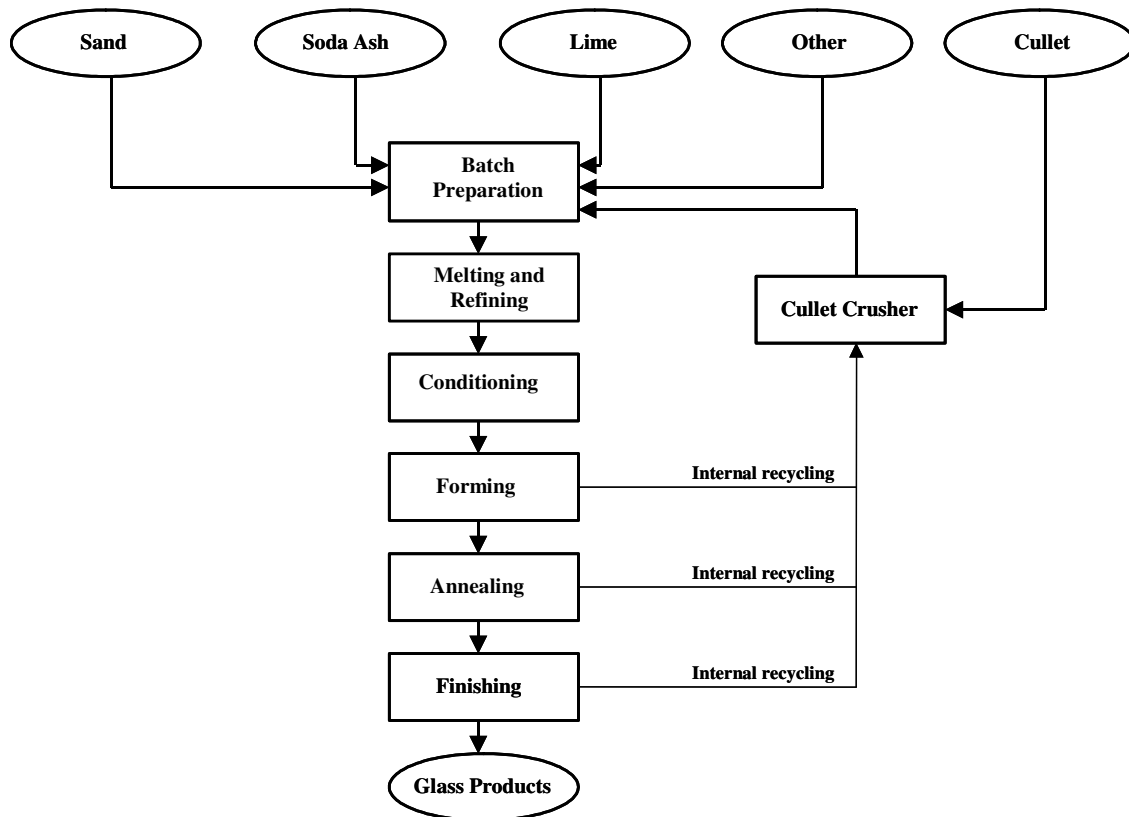 Sand
Soda Ash
Lime
Other
Cullet
Batch
Preparation
Melting and
Refining
Cullet Crusher
Conditioning
Forming
Internal recycling
Annealing
Internal recycling
Finishing
Internal recycling
Glass Products